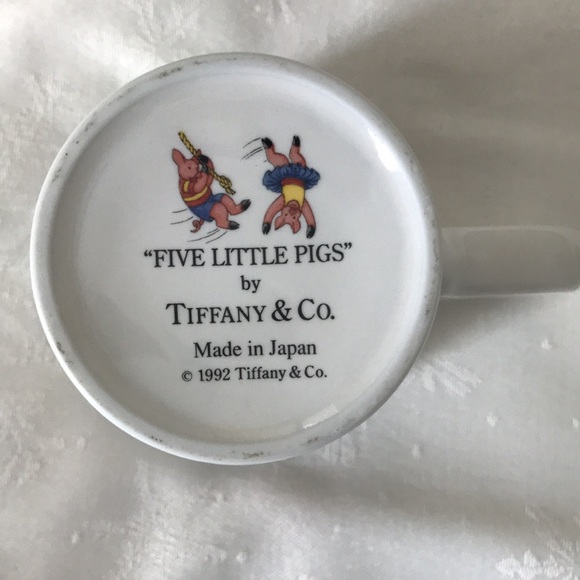 "FIVE LITTLE PIGS"
by
TIFFANY & CO.
Made in Japan
© 1992 Tiffany & Co.